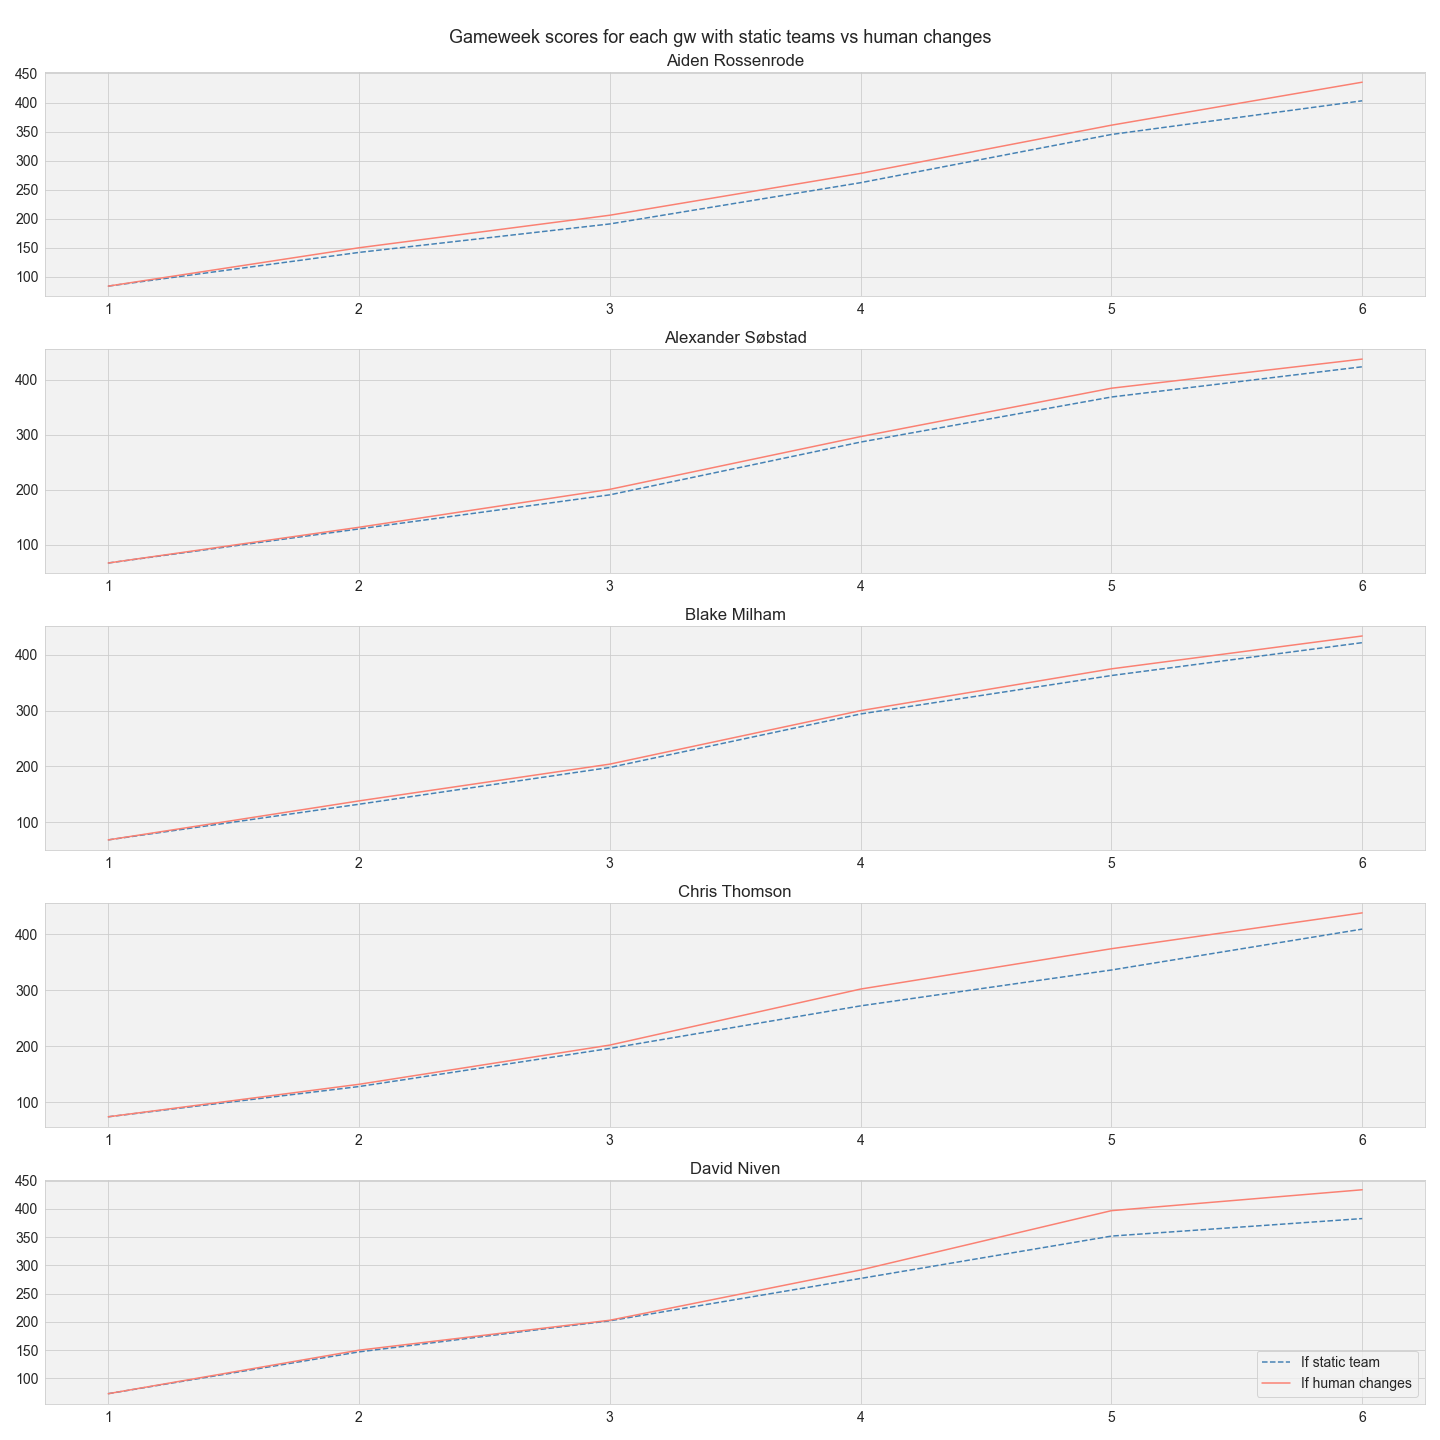 Gameweek scores for each gw with static teams vs human changes
Aiden Rossenrode
450
400
350
300
250
200
150
100
1 2 3 4 5 6
Alexander Søbstad
400
300
200
100
1 2 3 4 5 6
Blake Milham
400
300
200
100
1 2 3 4 5 6
Chris Thomson
400
300
200
100
1 2 3 4 5 6
David Niven
450
400
350
300
250
200
150
100
If static team
If human changes
1 2 3 4 5 6